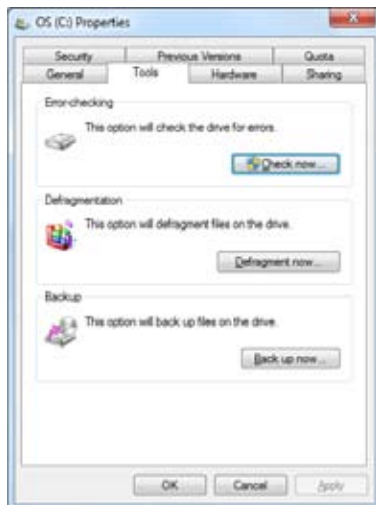 OS (C:) Properties
Security Previous Versions Quota
General Tools Hardware Sharing
Error-checking
This option will check the drive for errors.
Check now...
Defragmentation
This option will defragment files on the drive.
Defragment now...
Backup
This option will back up files on the drive.
Back up now...
OK Cancel Apply